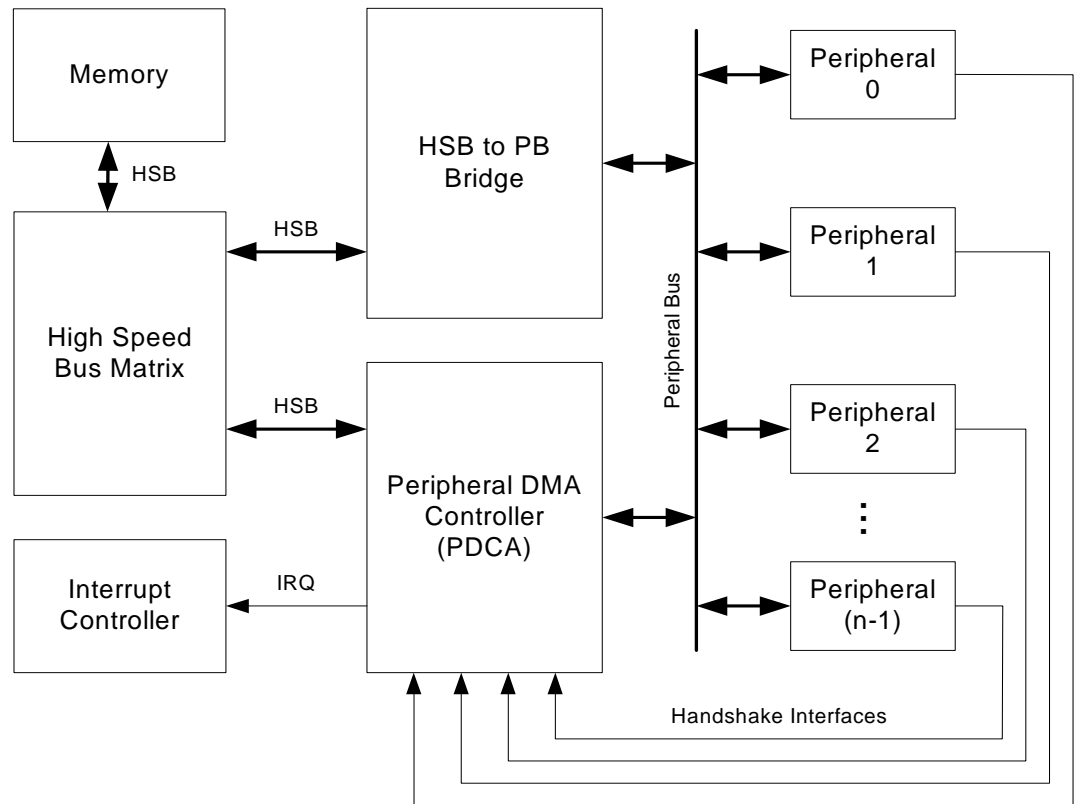 Memory
HSB
High Speed
Bus Matrix
HSB
HSB
Interrupt
Controller
IRQ
HSB to PB
Bridge
Peripheral DMA
Controller
(PDCA)
Peripheral Bus
Peripheral
0
Peripheral
1
Peripheral
2
⋮
Peripheral
(n-1)
Handshake Interfaces